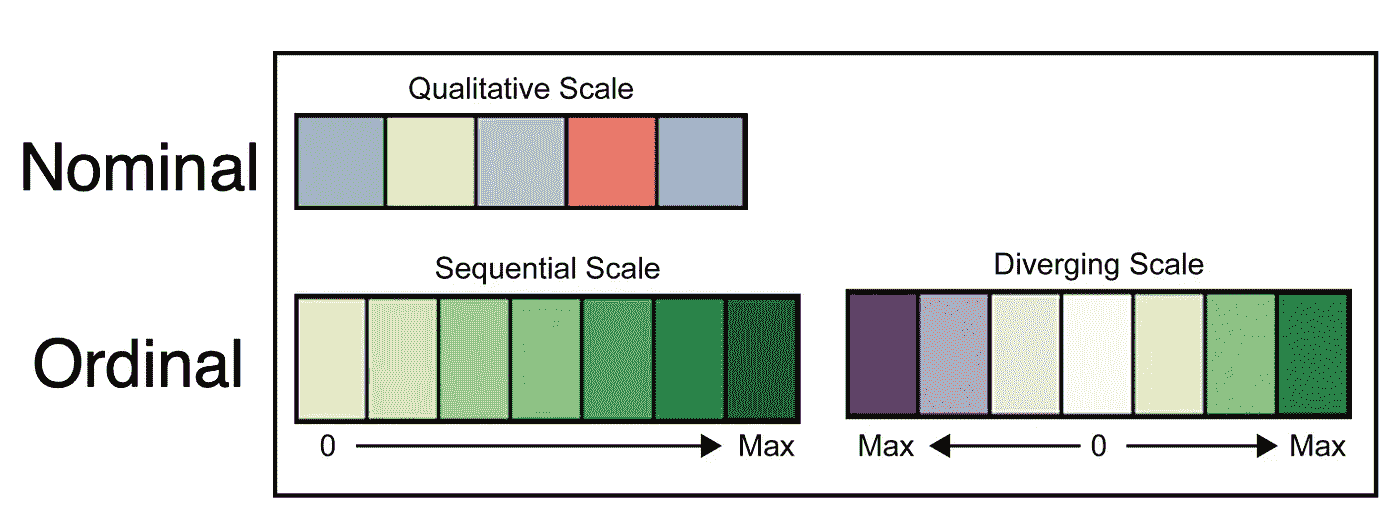 Qualitative Scale
Nominal
Sequential Scale
Diverging Scale
Ordinal
0 Max
Max 0 Max